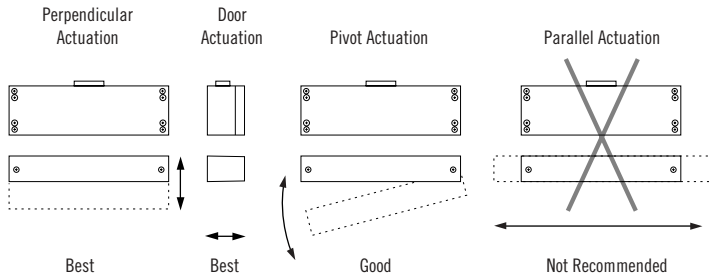 Perpendicular
Actuation
Door
Actuation
Pivot Actuation
Parallel Actuation
Best
Best
Good
Not Recommended